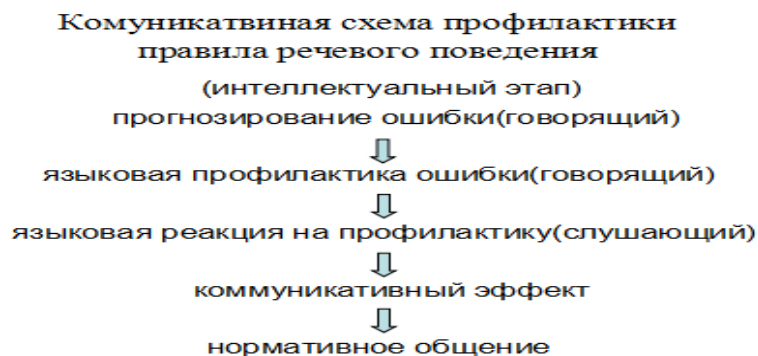 Комуникатвиная схема профилактики
правила речевого поведения
(интеллектуальный этап)
прогнозирование ошибки(говорящий)
языковая профилактика ошибки(говорящий)
языковая реакция на профилактику(слушающий)
коммуникативный эффект
нормативное общение